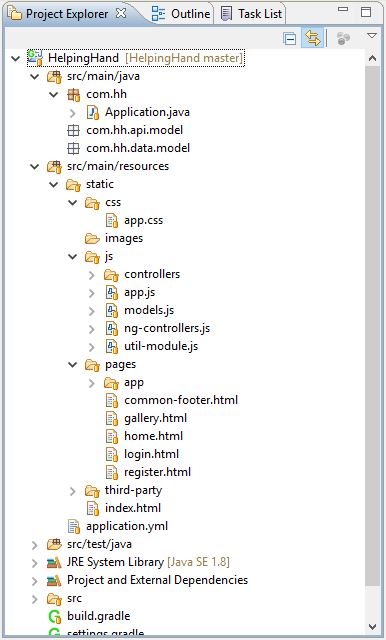 Project Explorer Outline Task List
HelpingHand [HelpingHand master]
src/main/java
com.hh
Application.java
com.hh.api.model
com.hh.data.model
src/main/resources
static
css
app.css
images
js
controllers
app.js
models.js
ng-controllers.js
util-module.js
pages
app
common-footer.html
gallery.html
home.html
login.html
register.html
third-party
index.html
application.yml
src/test/java
JRE System Library [Java SE 1.8]
Project and External Dependencies
src
build.gradle
settings.gradle